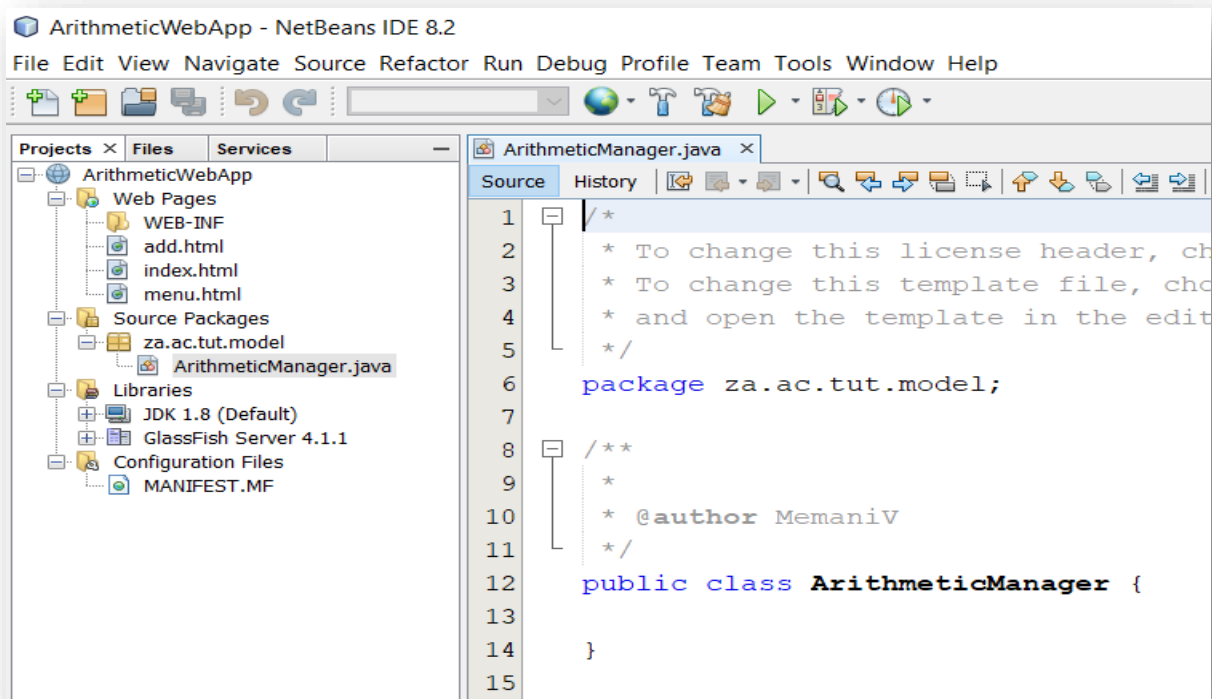 ArithmeticWebApp - NetBeans IDE 8.2
File Edit View Navigate Source Refactor Run Debug Profile Team Tools Window Help
Projects × Files Services
ArithmeticWebApp
Web Pages
WEB-INF
add.html
index.html
menu.html
Source Packages
za.ac.tut.model
ArithmeticManager.java
Libraries
JDK 1.8 (Default)
GlassFish Server 4.1.1
Configuration Files
MANIFEST.MF
ArithmeticManager.java ×
Source History
1 /*
2 * To change this license header, ch
3 * To change this template file, cho
4 * and open the template in the edit
5 */
6 package za.ac.tut.model;
7
8 /**
9 *
10 * @author MemaniV
11 */
12 public class ArithmeticManager {
13
14 }
15